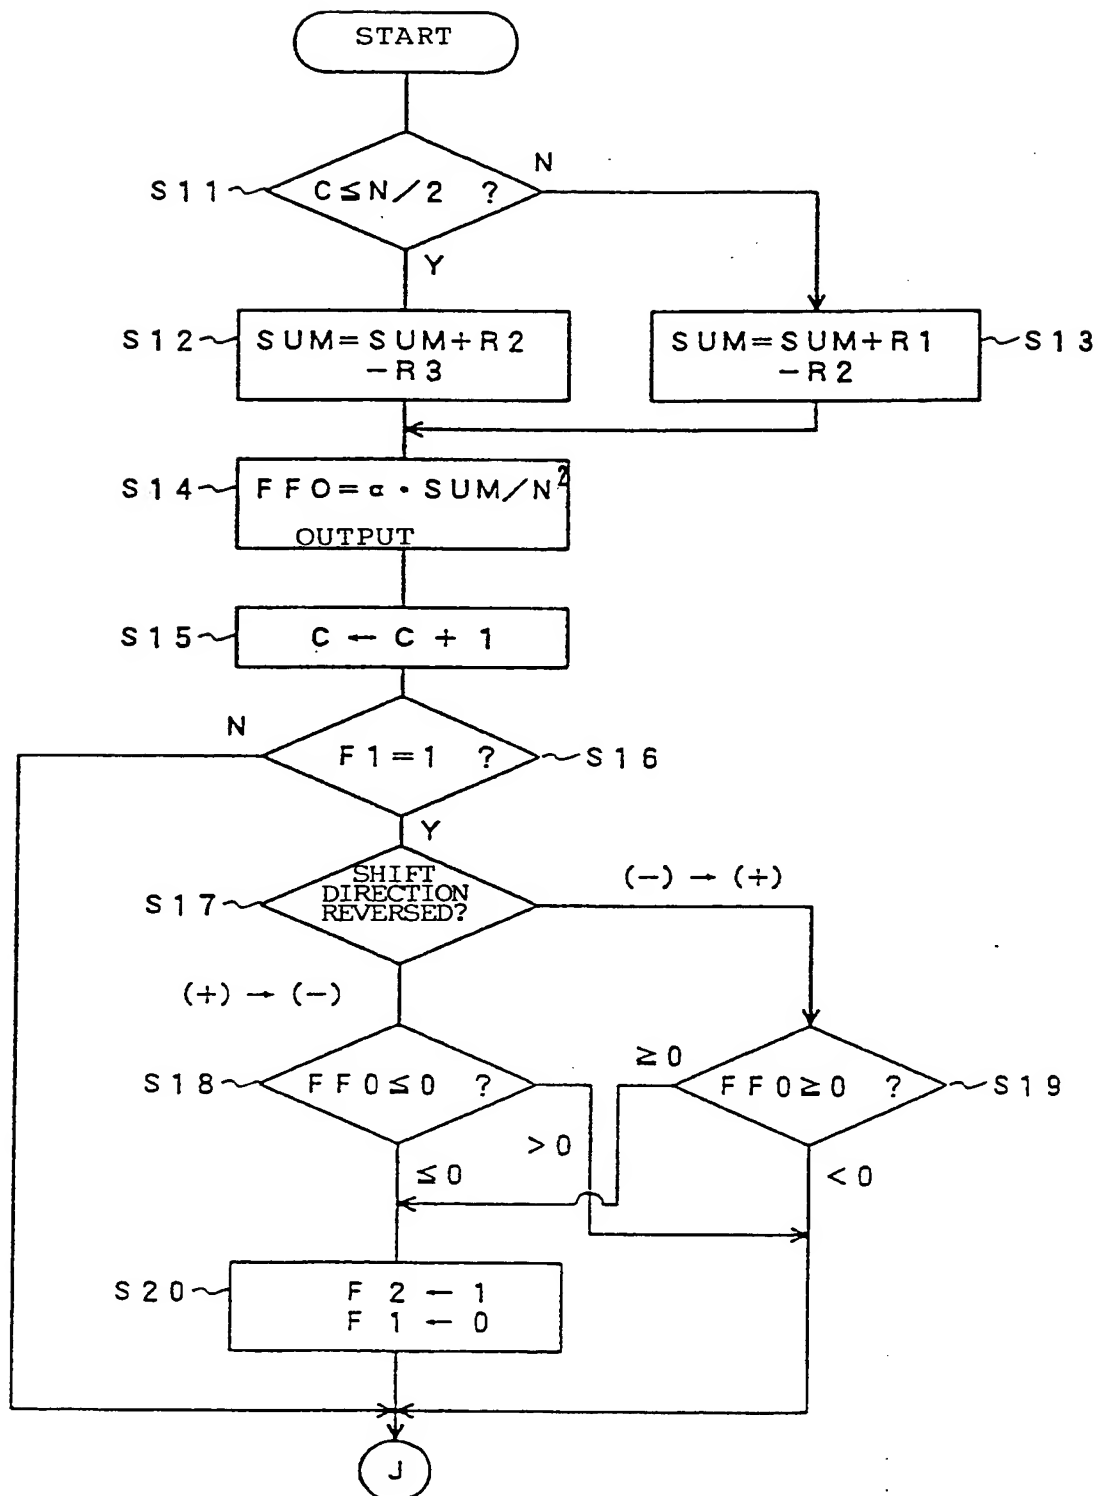 START
N
S11
C≦N/2 ?
Y
S12
SUM=SUM+R2
-R3
SUM=SUM+R1
-R2
S13
S14
FFO=α・SUM/N²
OUTPUT
S15
C ← C + 1
N
F1=1 ?
S16
Y
S17
SHIFT
DIRECTION
REVERSED?
(-) → (+)
(+) → (-)
S18
FF0≦0 ?
≧0
FF0≧0 ?
S19
>0
≦0
<0
S20
F2 ← 1
F1 ← 0
J